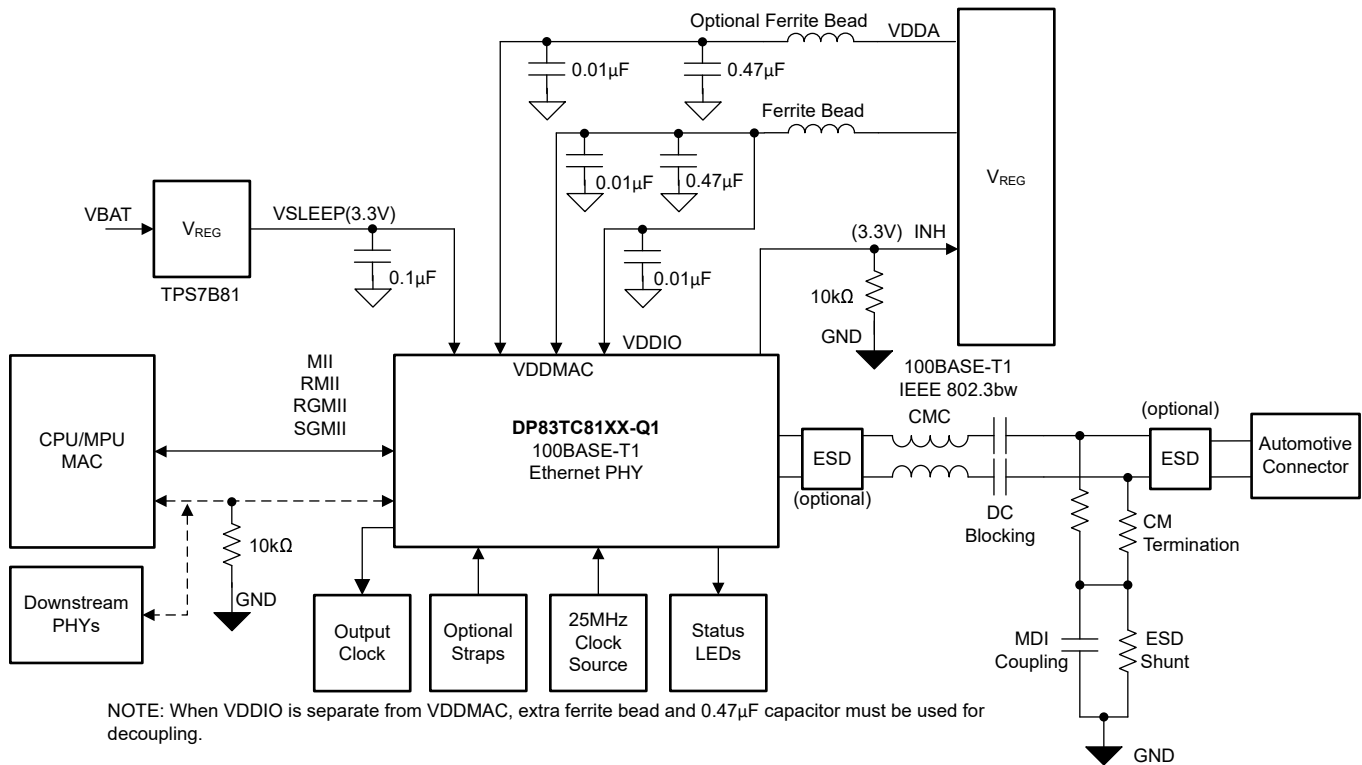 Optional Ferrite Bead
VDDA
0.01µF
0.47µF
Ferrite Bead
0.01µF
0.47µF
VREG
VBAT
VREG
VSLEEP(3.3V)
0.1µF
TPS7B81
0.01µF
(3.3V) INH
10kΩ
GND
VDDIO
VDDMAC
MII
RMII
RGMII
SGMII
CPU/MPU
MAC
DP83TC81XX-Q1
100BASE-T1
Ethernet PHY
100BASE-T1
IEEE 802.3bw
CMC
ESD
(optional)
DC
Blocking
(optional)
ESD
Automotive
Connector
CM
Termination
10kΩ
GND
Downstream
PHYs
Output
Clock
Optional
Straps
25MHz
Clock
Source
Status
LEDs
MDI
Coupling
ESD
Shunt
GND
NOTE: When VDDIO is separate from VDDMAC, extra ferrite bead and 0.47µF capacitor must be used for
decoupling.